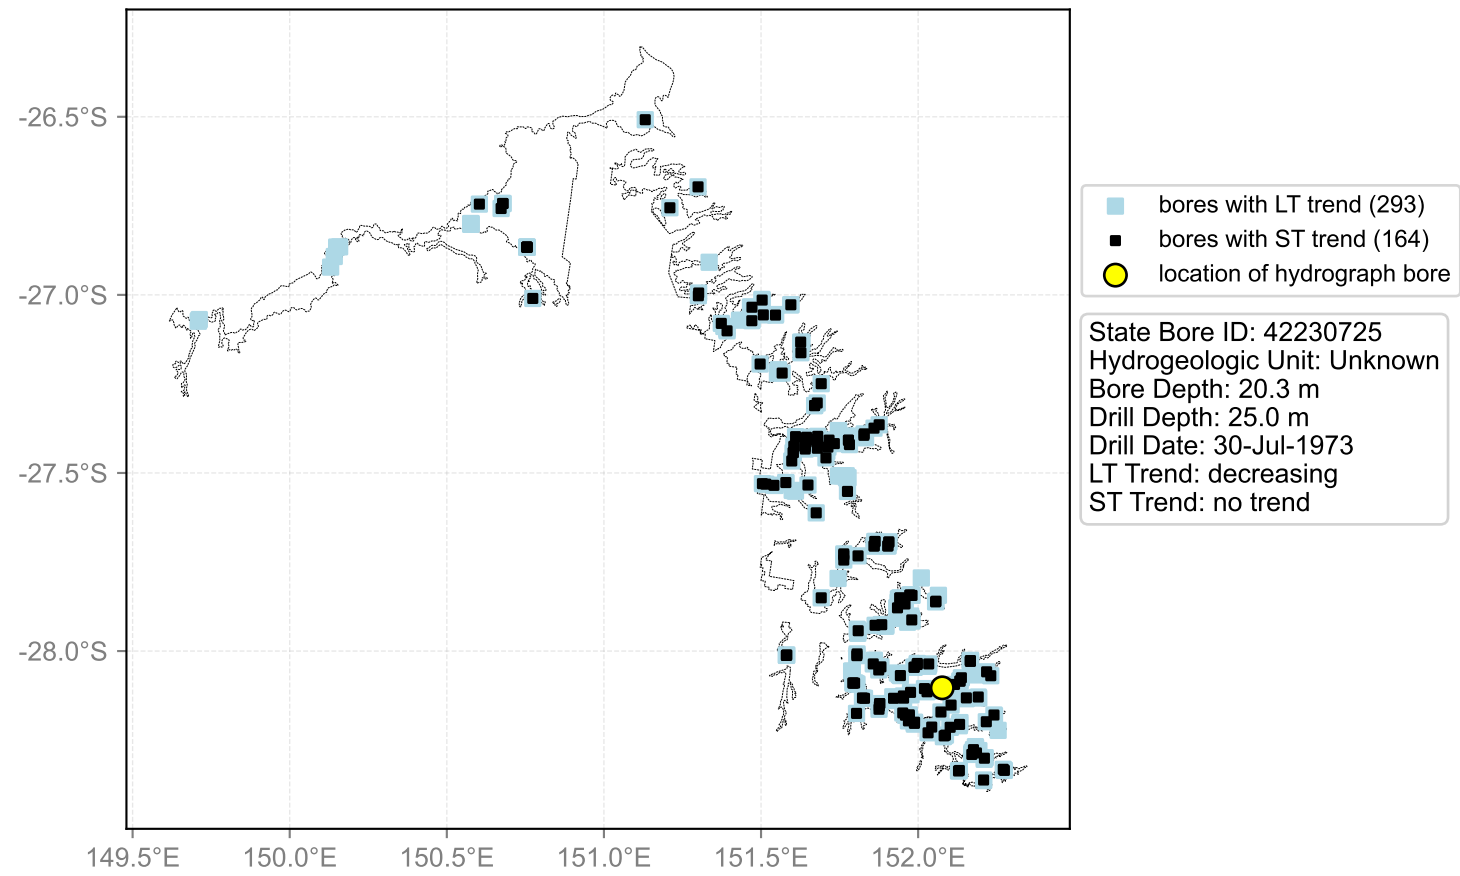 -26.5°S
-27.0°S
-27.5°S
-28.0°S
149.5°E
150.0°E
150.5°E
151.0°E
151.5°E
152.0°E
bores with LT trend (293)
bores with ST trend (164)
location of hydrograph bore
State Bore ID: 42230725
Hydrogeologic Unit: Unknown
Bore Depth: 20.3 m
Drill Depth: 25.0 m
Drill Date: 30-Jul-1973
LT Trend: decreasing
ST Trend: no trend